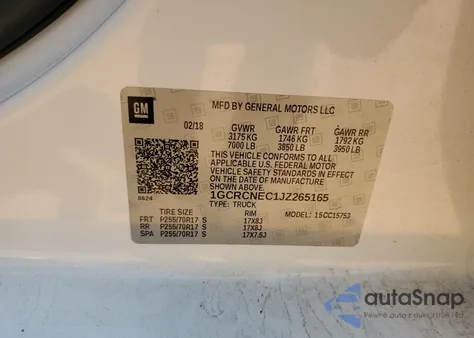 GM
MFD BY GENERAL MOTORS LLC
02/18 GVWR GAWR FRT GAWR RR
3175 KG 1746 KG 1792 KG
7000 LB 3850 LB 3950 LB
THIS VEHICLE CONFORMS TO ALL APPLICABLE
U.S. FEDERAL MOTOR
VEHICLE SAFETY STANDARDS IN EFFECT ON
THE DATE OF MANUFACTURE
1GCRCNEC1JZ265165
8624 TYPE: TRUCK
TIRE SIZE RIM MODEL: 15CC15753
FRT P255/70R17 S 17X8J
RR P255/70R17 S 17X8J
SPA P255/70R17 S 17X7.5J
autoSnap